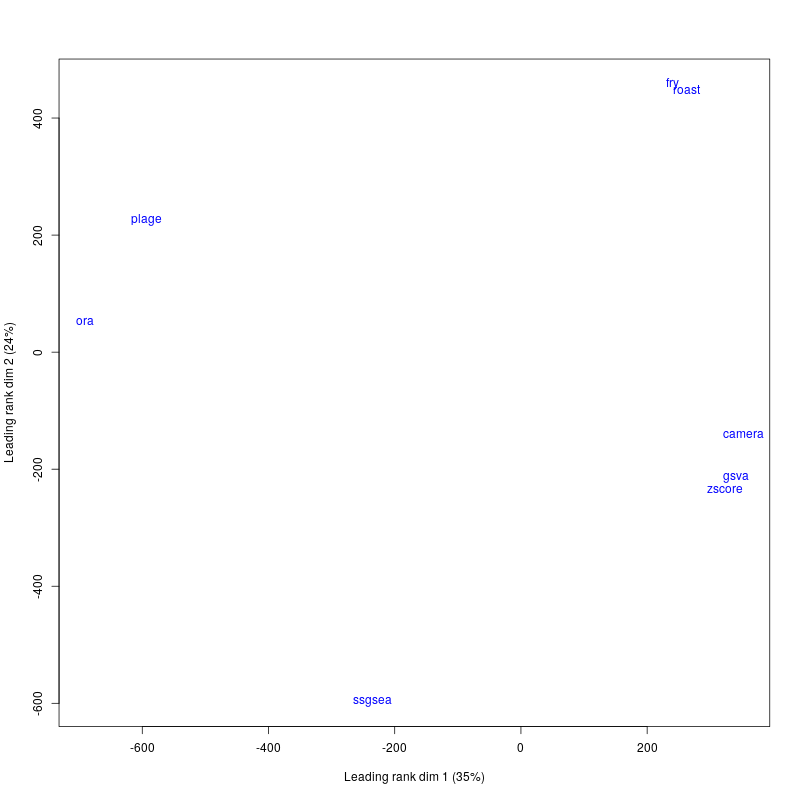 fry
roast
400
plage
200
ora
0
camera
-200
gsva
zscore
-400
-600
ssgsea
Leading rank dim 2 (24%)
-600 -400 -200 0 200
Leading rank dim 1 (35%)